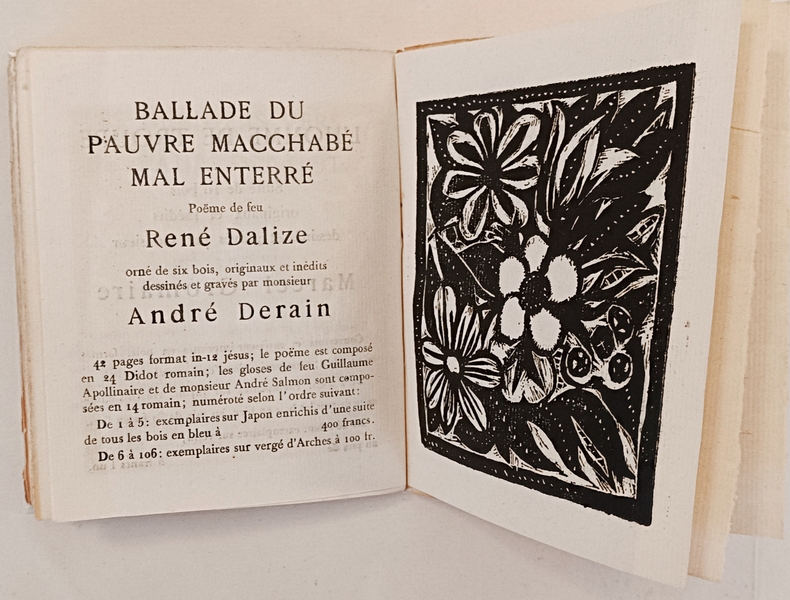 BALLADE DU
PAUVRE MACCHABÉ
MAL ENTERRÉ
Poëme de feu
René Dalize
orné de six bois, originaux et inédits
dessinés et gravés par monsieur
André Derain
42 pages format in-12 jésus; le poëme est composé
en 24 Didot romain; les gloses de feu Guillaume
Apollinaire et de monsieur André Salmon sont compo-
sées en 14 romain; numéroté selon l'ordre suivant:
De 1 à 5: exemplaires sur Japon enrichis d'une suite
de tous les bois en bleu à 400 francs.
De 6 à 106: exemplaires sur vergé d'Arches à 100 fr.